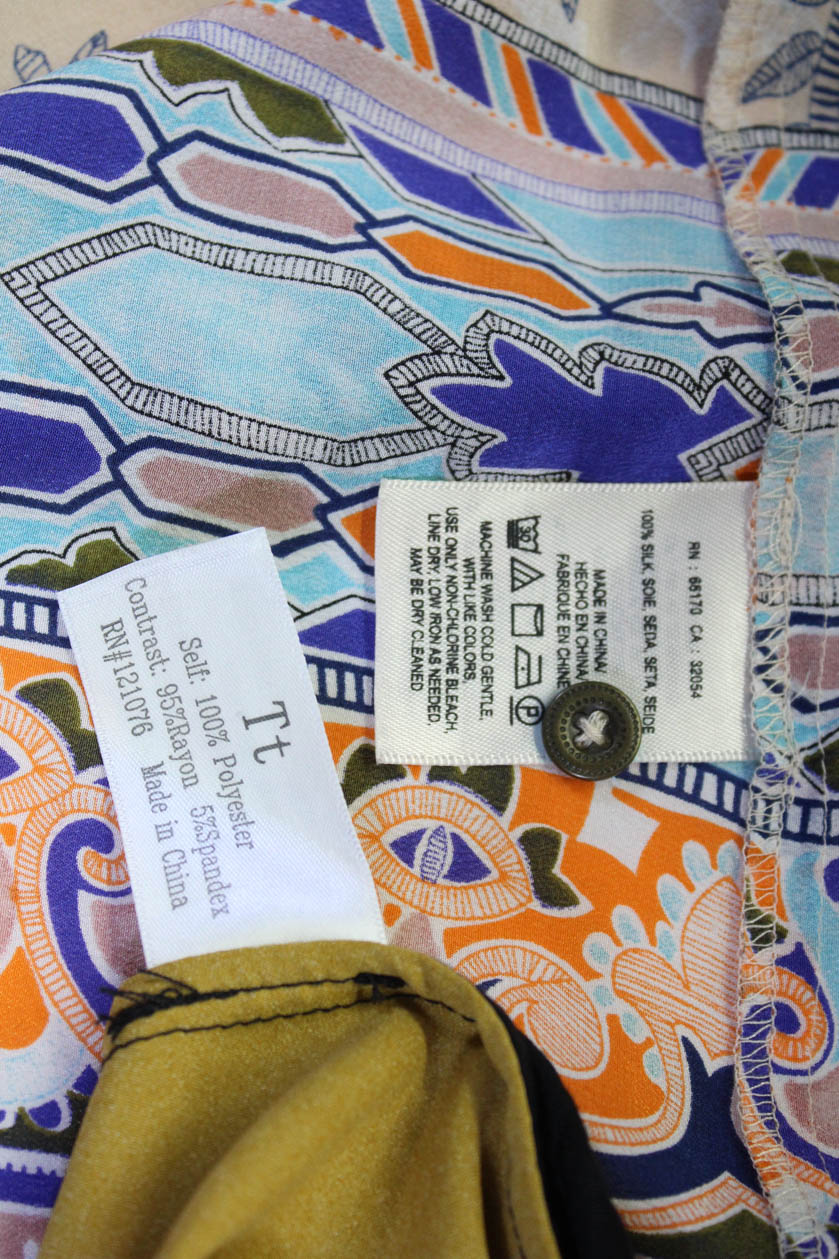 Tt
Self: 100% Polyester
Contrast: 95%Rayon 5%Spandex
RN#121076 Made in China
RN : 66170 CA : 32054
100% SILK, SOIE, SEDA, SETA, SEIDE
MADE IN CHINA/
HECHO EN CHINA/
FABRIQUE EN CHINE
30
P
MACHINE WASH COLD GENTLE,
WITH LIKE COLORS,
USE ONLY NON-CHLORINE BLEACH,
LINE DRY, LOW IRON AS NEEDED,
MAY BE DRY CLEANED